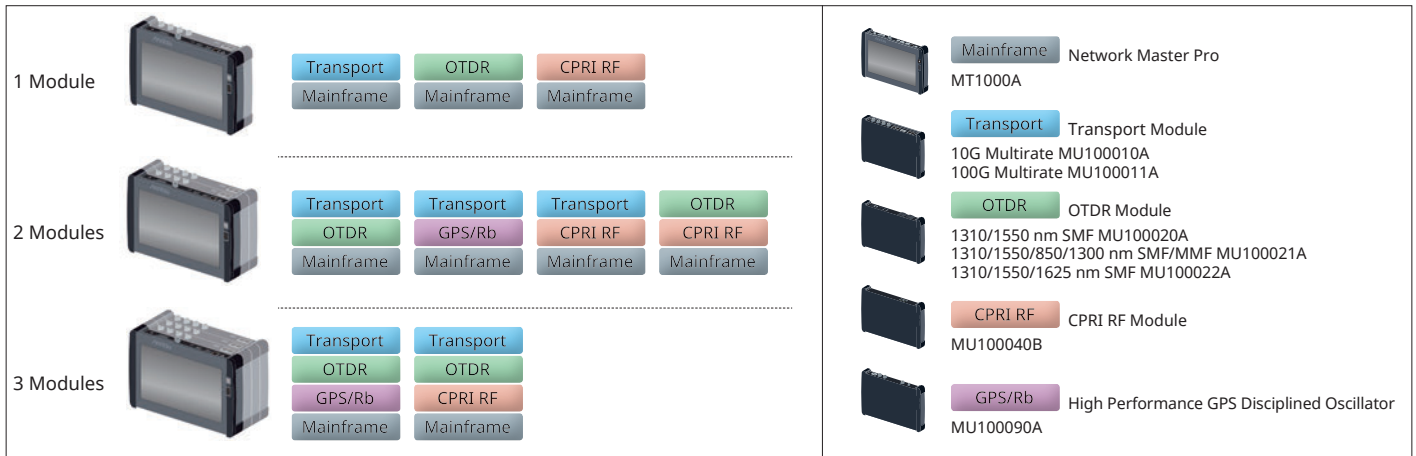 1 Module
Transport OTDR CPRI RF
Mainframe Mainframe Mainframe
2 Modules
Transport Transport Transport OTDR
OTDR GPS/Rb CPRI RF CPRI RF
Mainframe Mainframe Mainframe Mainframe
3 Modules
Transport Transport
OTDR OTDR
GPS/Rb CPRI RF
Mainframe Mainframe
Mainframe Network Master Pro
MT1000A
Transport Transport Module
10G Multirate MU100010A
100G Multirate MU100011A
OTDR OTDR Module
1310/1550 nm SMF MU100020A
1310/1550/850/1300 nm SMF/MMF MU100021A
1310/1550/1625 nm SMF MU100022A
CPRI RF CPRI RF Module
MU100040B
GPS/Rb High Performance GPS Disciplined Oscillator
MU100090A